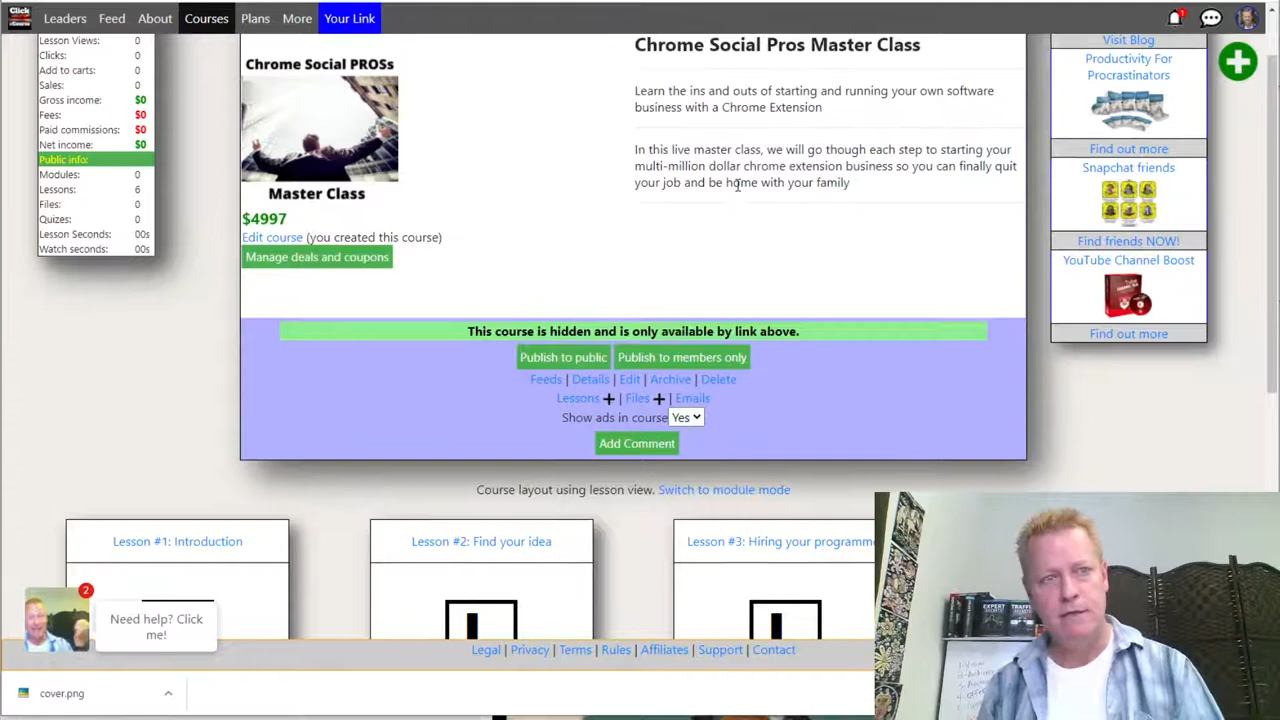 Click
Leaders Feed About Courses Plans More Your Link
1
Lesson Views: 0
Clicks: 0
Add to carts: 0
Sales: 0
Gross income: $0
Fees: $0
Paid commissions: $0
Net income: $0
Public info:
Modules: 0
Lessons: 6
Files: 0
Quizes: 0
Lesson Seconds: 00s
Watch seconds: 00s
Chrome Social PROSs
Master Class
$4997
Edit course (you created this course)
Manage deals and coupons
Chrome Social Pros Master Class
Learn the ins and outs of starting and running your own software
business with a Chrome Extension
In this live master class, we will go though each step to starting your
multi-million dollar chrome extension business so you can finally quit
your job and be home with your family
Visit Blog
Productivity For
Procrastinators
Find out more
Snapchat friends
Find friends NOW!
YouTube Channel Boost
Find out more
This course is hidden and is only available by link above.
Publish to public Publish to members only
Feeds | Details | Edit | Archive | Delete
Lessons + | Files + | Emails
Show ads in course Yes
Add Comment
Course layout using lesson view. Switch to module mode
Lesson #1: Introduction
Lesson #2: Find your idea
Lesson #3: Hiring your programme
2
Need help? Click
me!
Legal | Privacy | Terms | Rules | Affiliates | Support | Contact
cover.png
EXPERT
SECRETS
TRAFFIC
SECRETS